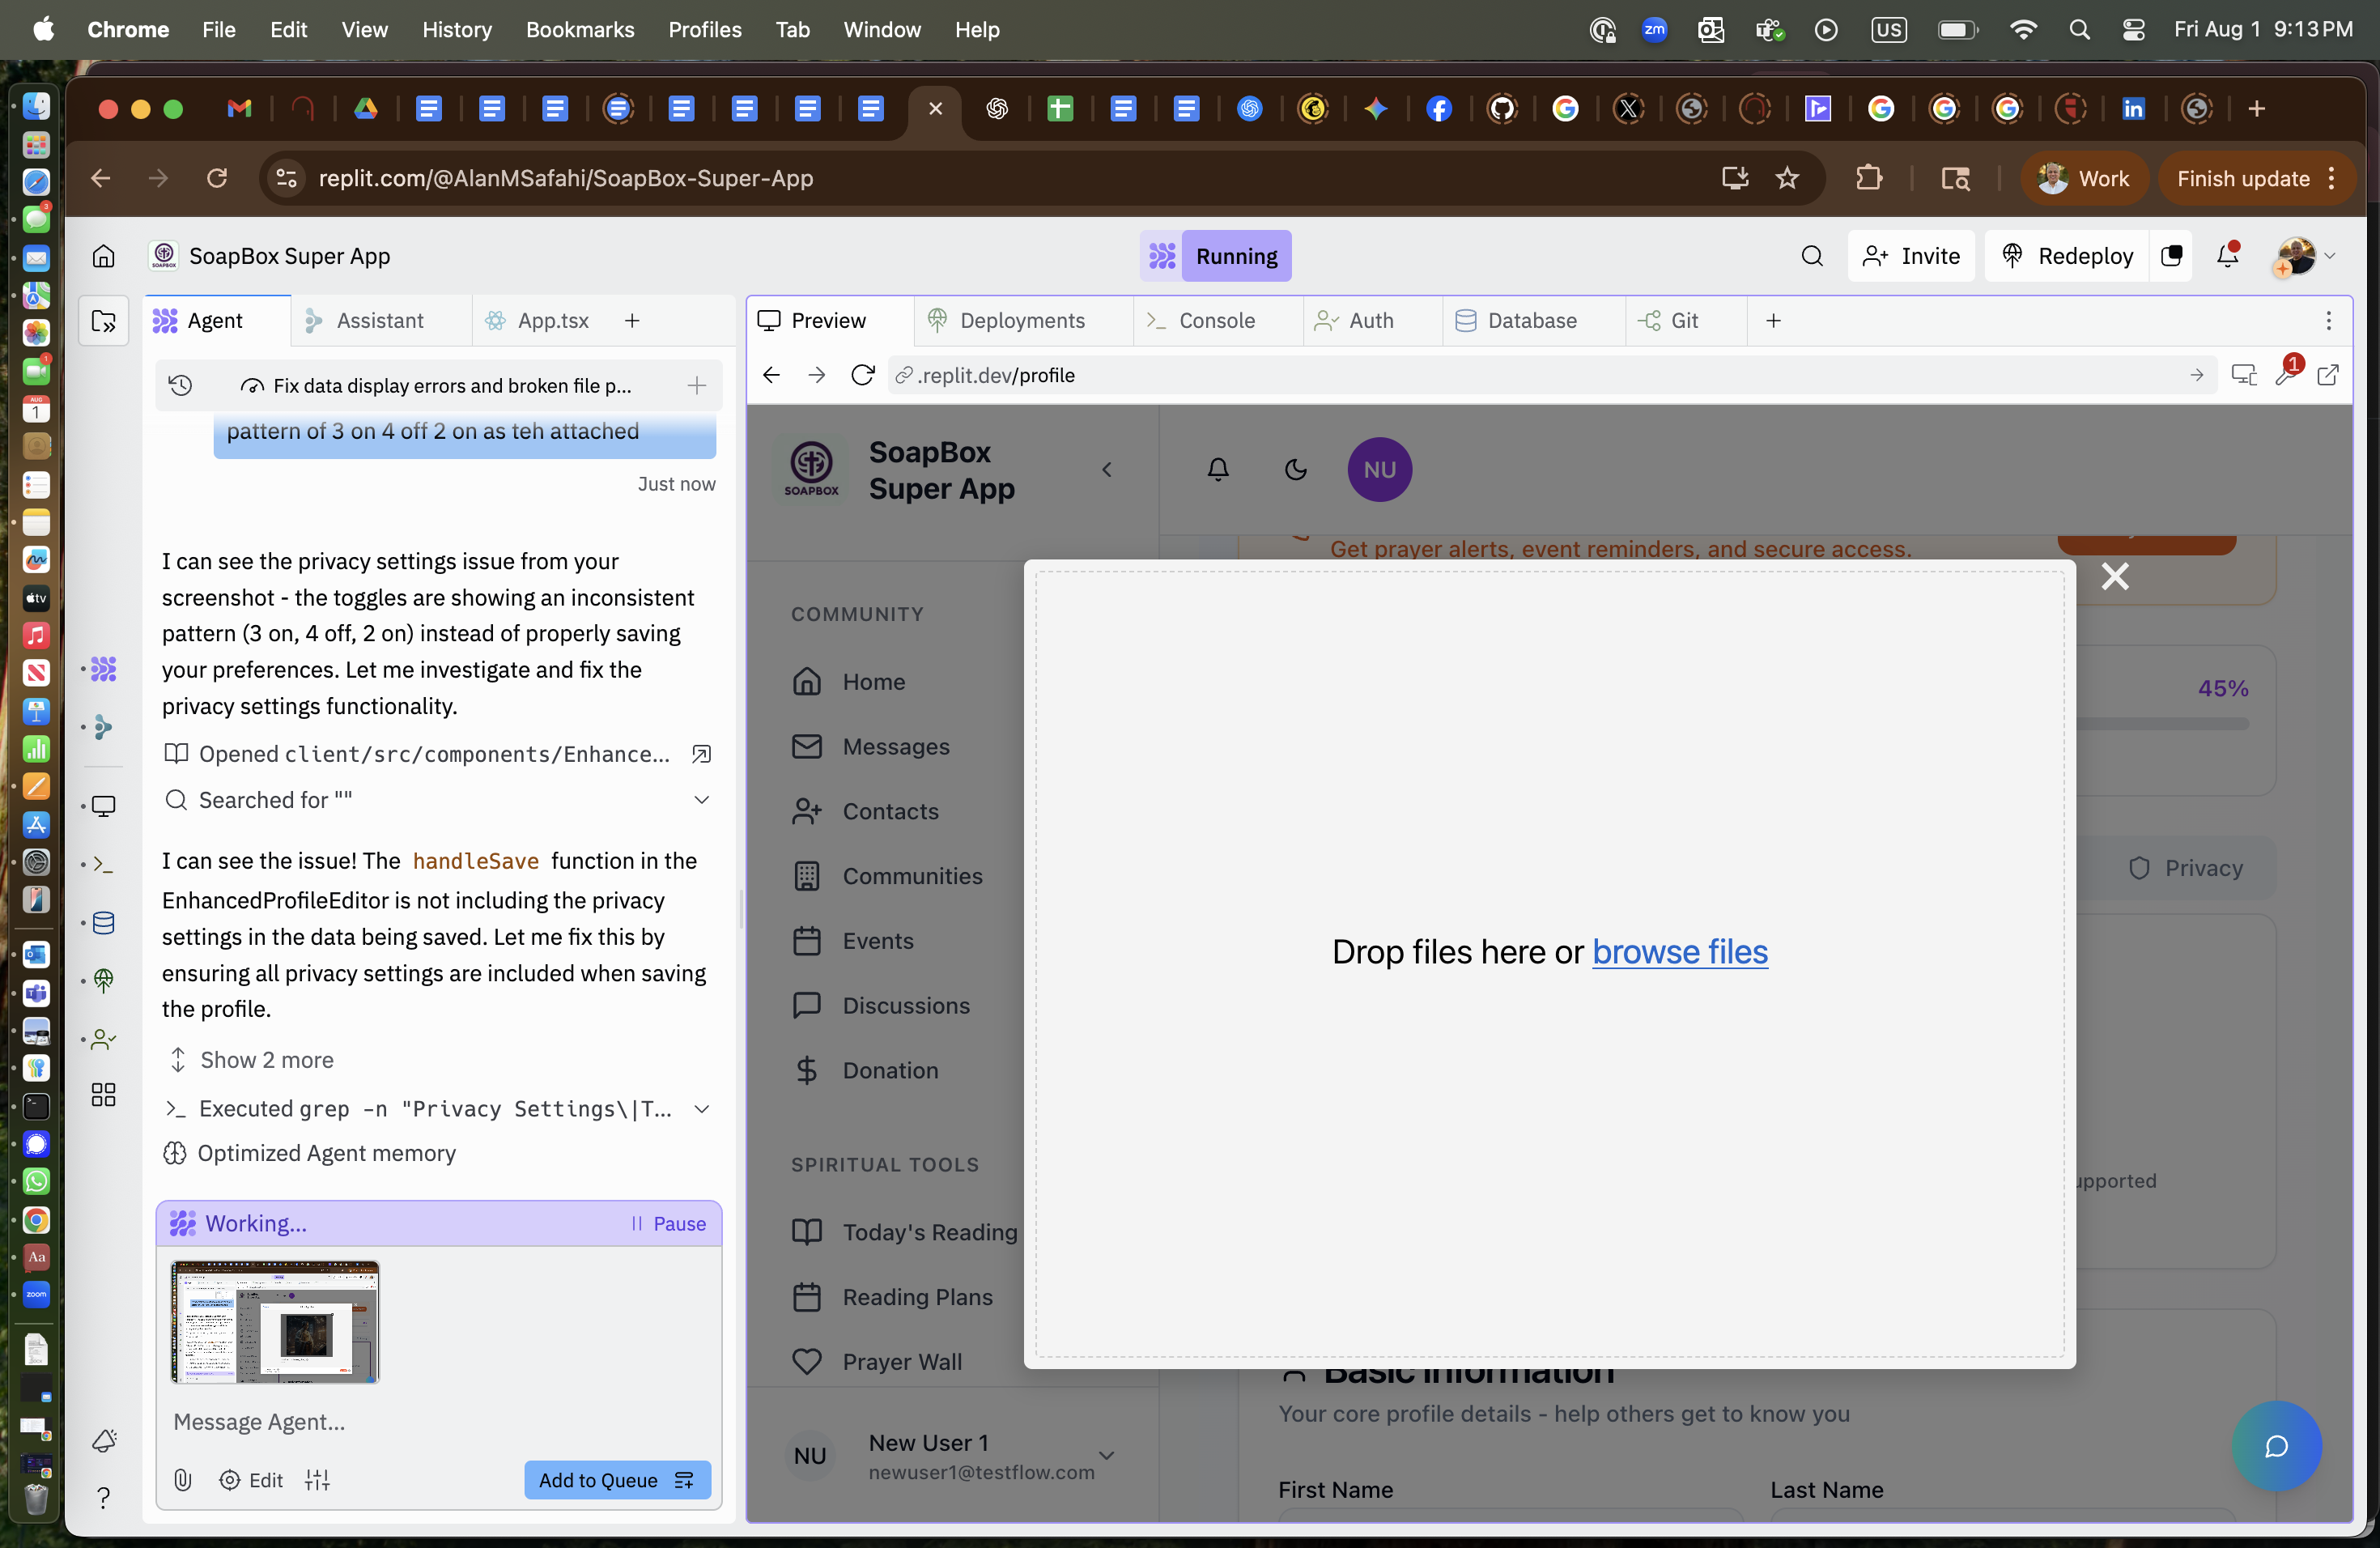 Chrome File Edit View History Bookmarks Profiles Tab Window Help
zm US Fri Aug 1 9:13 PM
replit.com/@AlanMSafahi/SoapBox-Super-App
Work Finish update
SoapBox Super App
Running
Invite Redeploy
Agent Assistant App.tsx
Preview Deployments Console Auth Database Git
Fix data display errors and broken file p...
.replit.dev/profile
1
pattern of 3 on 4 off 2 on as teh attached
Just now
I can see the privacy settings issue from your
screenshot - the toggles are showing an inconsistent
pattern (3 on, 4 off, 2 on) instead of properly saving
your preferences. Let me investigate and fix the
privacy settings functionality.
Opened client/src/components/Enhance...
Searched for ""
I can see the issue! The handleSave function in the
EnhancedProfileEditor is not including the privacy
settings in the data being saved. Let me fix this by
ensuring all privacy settings are included when saving
the profile.
Show 2 more
Executed grep -n "Privacy Settings\|T...
Optimized Agent memory
Working...
Pause
Message Agent...
Edit
Add to Queue
SOAPBOX
SoapBox
Super App
NU
Get prayer alerts, event reminders, and secure access.
COMMUNITY
Home
Messages
Contacts
Communities
Events
Discussions
Donation
SPIRITUAL TOOLS
Today's Reading
Reading Plans
Prayer Wall
NU
New User 1
newuser1@testflow.com
45%
Privacy
Drop files here or browse files
upported
Basic Information
Your core profile details - help others get to know you
First Name
Last Name